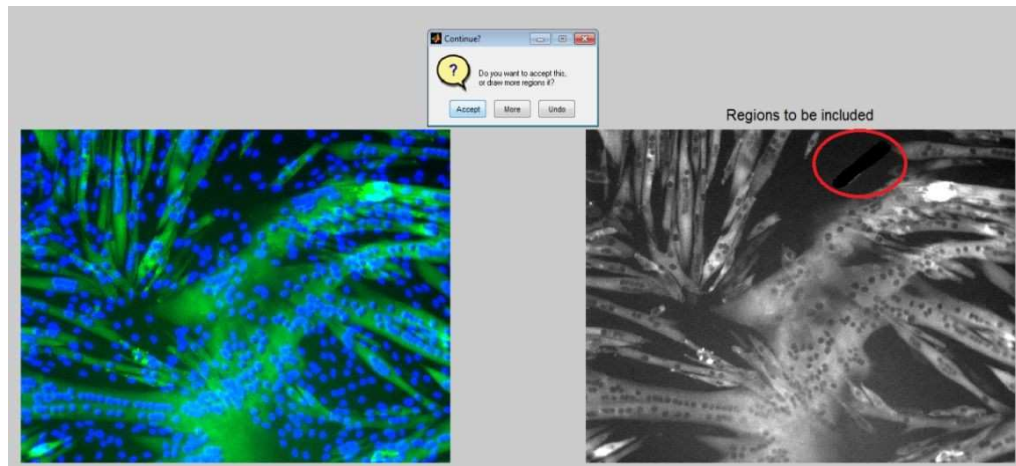 Continue?
?
Do you want to accept this,
or draw more regions it?
Accept
More
Undo
Regions to be included